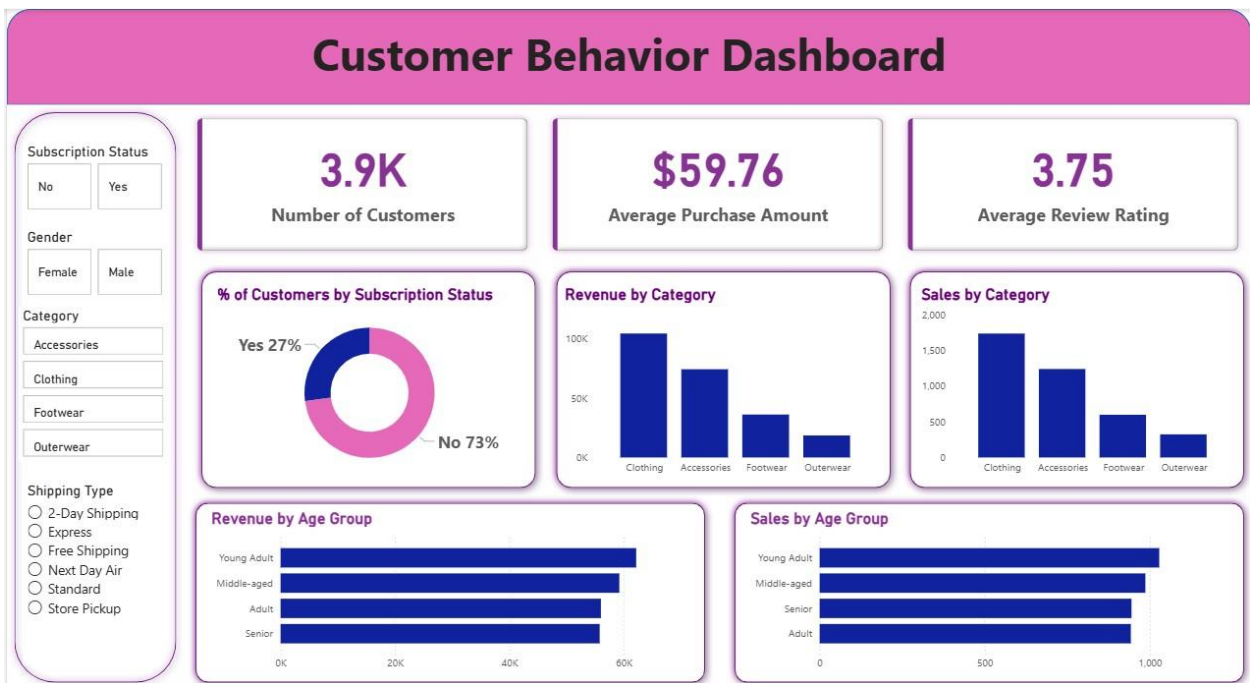 Customer Behavior Dashboard
Subscription Status
No
Yes
Gender
Female
Male
Category
Accessories
Clothing
Footwear
Outerwear
Shipping Type
2-Day Shipping
Express
Free Shipping
Next Day Air
Standard
Store Pickup
3.9K
Number of Customers
$59.76
Average Purchase Amount
3.75
Average Review Rating
% of Customers by Subscription Status
Yes 27%
No 73%
Revenue by Category
100K
50K
0K
Clothing
Accessories
Footwear
Outerwear
Sales by Category
2,000
1,500
1,000
500
0
Clothing
Accessories
Footwear
Outerwear
Revenue by Age Group
Young Adult
Middle-aged
Adult
Senior
0K
20K
40K
60K
Sales by Age Group
Young Adult
Middle-aged
Senior
Adult
0
500
1,000